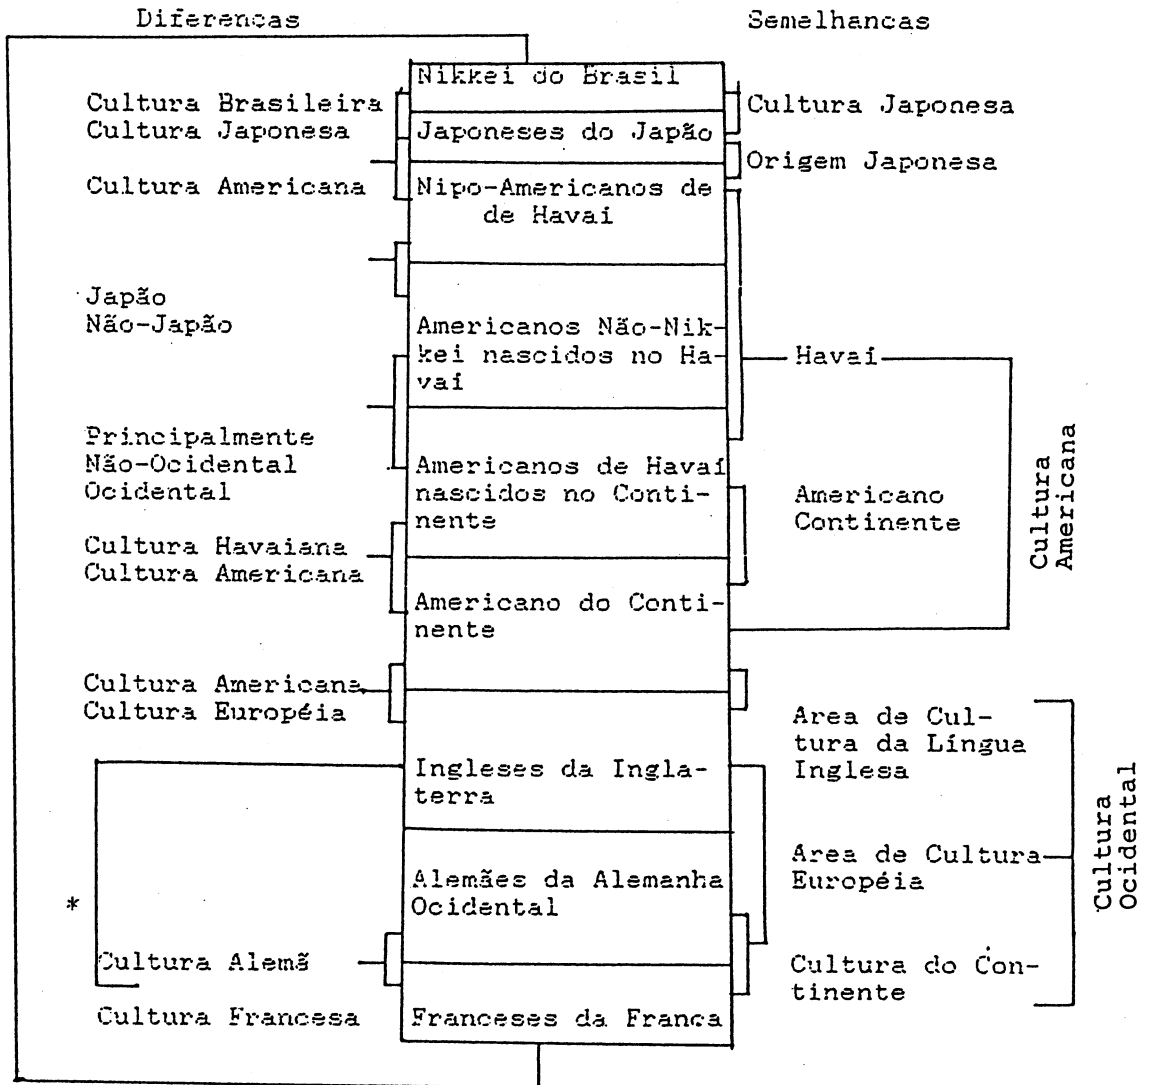 Diferencas
Semelhancas
Nikkei do Brasil
Cultura Brasileira
Cultura Japonesa
Cultura Japonesa
Japoneses do Japão
Origem Japonesa
Cultura Americana
Nipo-Americanos de
de Havai
Japão
Não-Japão
Americanos Não-Nik-
kei nascidos no Ha-
vaí
Havaí
Principalmente
Não-Ocidental
Ocidental
Americanos de Havaí
nascidos no Conti-
nente
Americano
Continente
Cultura
Americana
Cultura Havaiana
Cultura Americana
Americano do Conti-
nente
Cultura Americana
Cultura Européia
Area de Cul-
tura da Língua
Inglesa
Ingleses da Ingla-
terra
Area de Cultura
Européia
Cultura
Ocidental
Alemães da Alemanha
Ocidental
*
Cultura Alemã
Cultura do Con-
tinente
Cultura Francesa
Franceses da Franca